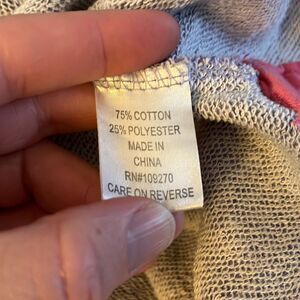 75% COTTON
25% POLYESTER
MADE IN
CHINA
RN#109270
CARE ON REVERSE